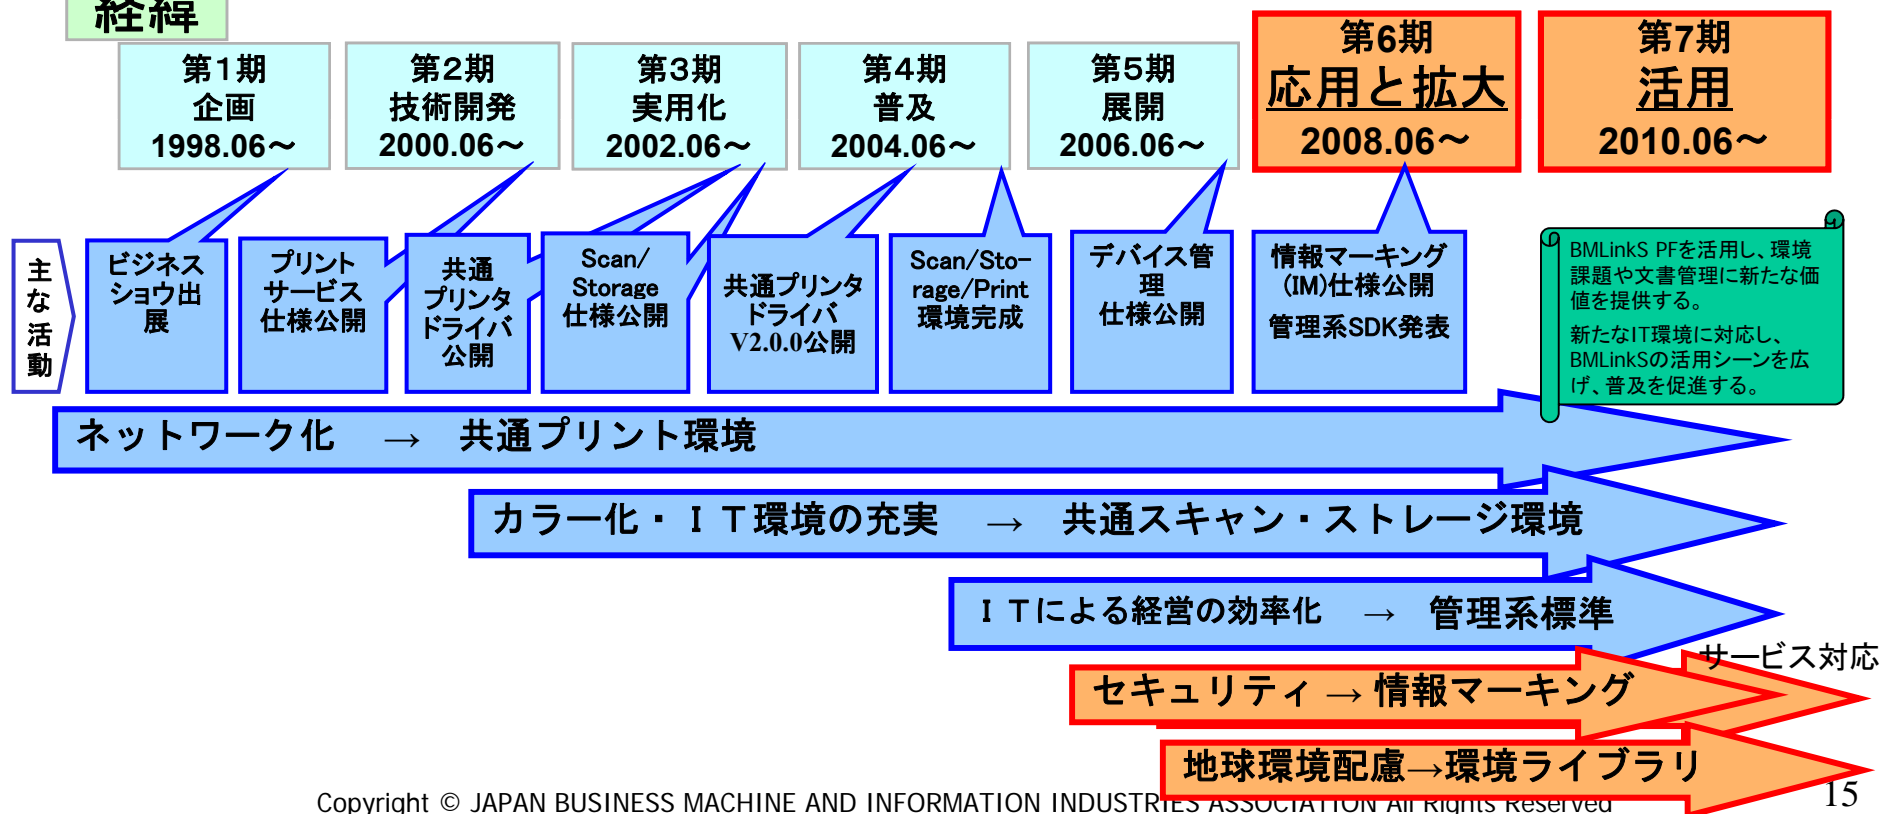 経緯
第1期
企画
1998.06～
第2期
技術開発
2000.06～
第3期
実用化
2002.06～
第4期
普及
2004.06～
第5期
展開
2006.06～
第6期
応用と拡大
2008.06～
第7期
活用
2010.06～
主な活動
ビジネス
ショウ出
展
プリント
サービス
仕様公開
共通
プリンタ
ドライバ
公開
Scan/
Storage
仕様公開
共通プリンタ
ドライバ
V2.0.0公開
Scan/Sto-
rage/Print
環境完成
デバイス管
理
仕様公開
情報マーキング
(IM)仕様公開
管理系SDK発表
BMLinkS PFを活用し、環境
課題や文書管理に新たな価
値を提供する。
新たなIT環境に対応し、
BMLinkSの活用シーンを広
げ、普及を促進する。
ネットワーク化 → 共通プリント環境
カラー化・ＩＴ環境の充実 → 共通スキャン・ストレージ環境
ＩＴによる経営の効率化 → 管理系標準
サービス対応
セキュリティ → 情報マーキング
地球環境配慮→環境ライブラリ
Copyright © JAPAN BUSINESS MACHINE AND INFORMATION INDUSTRIES ASSOCIATION All Rights Reserved
15